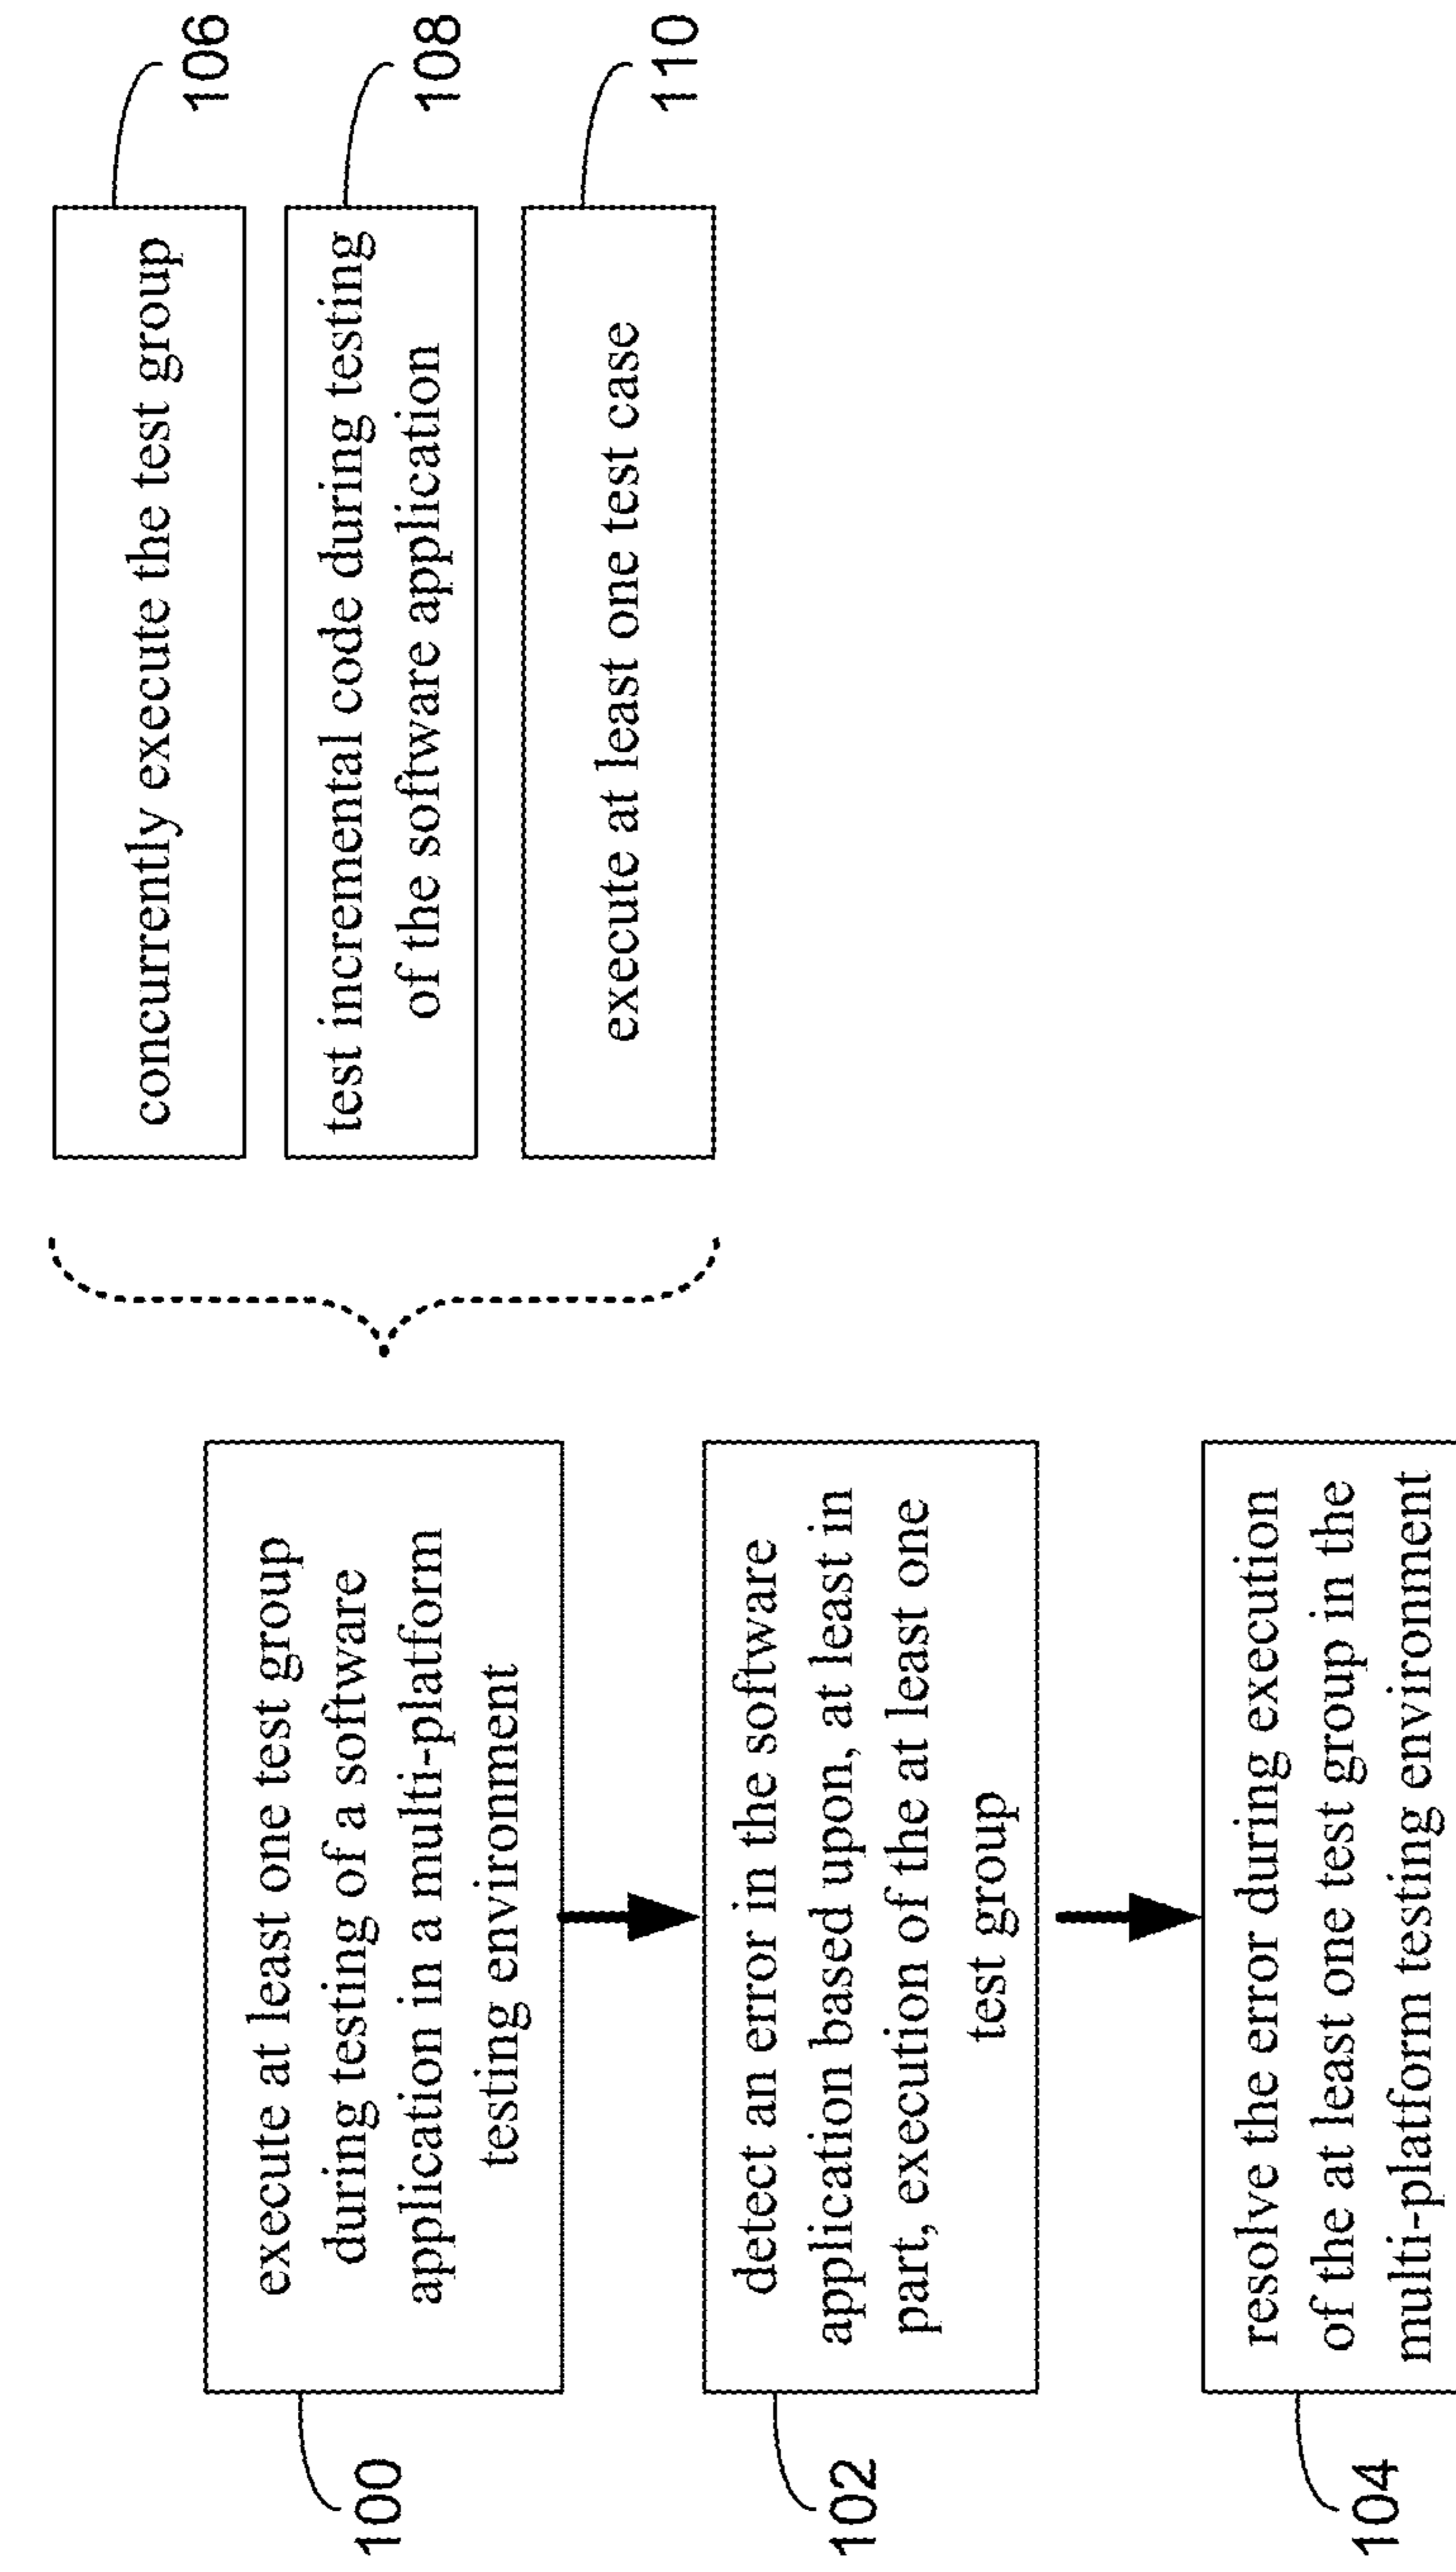 100
execute at least one test group
during testing of a software
application in a multi-platform
testing environment
102
detect an error in the software
application based upon, at least in
part, execution of the at least one
test group
104
resolve the error during execution
of the at least one test group in the
multi-platform testing environment
concurrently execute the test group
106
test incremental code during testing
of the software application
108
execute at least one test case
110